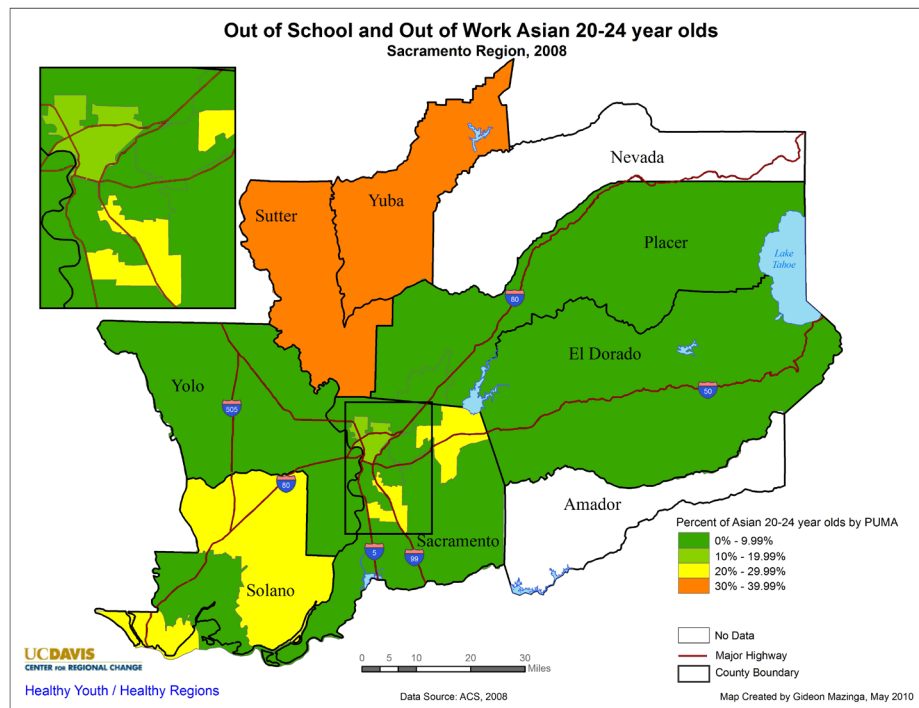 Out of School and Out of Work Asian 20-24 year olds
Sacramento Region, 2008
Nevada
Yuba
Sutter
Placer
Lake
Tahoe
80
El Dorado
Yolo
50
505
80
Amador
Sacramento
5
99
Solano
Percent of Asian 20-24 year olds by PUMA
0% - 9.99%
10% - 19.99%
20% - 29.99%
30% - 39.99%
No Data
Major Highway
County Boundary
UCDAVIS
CENTER FOR REGIONAL CHANGE
0 5 10 20 30
Miles
Healthy Youth / Healthy Regions
Data Source: ACS, 2008
Map Created by Gideon Mazinga, May 2010